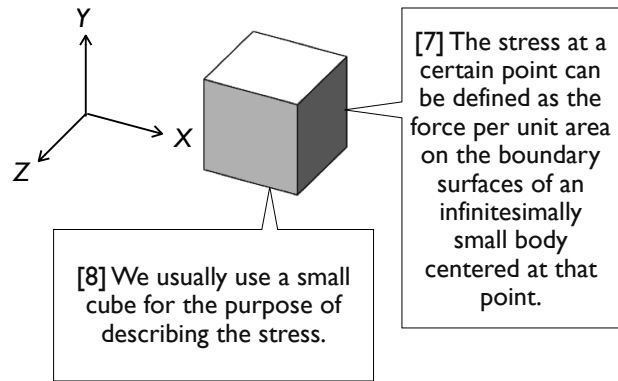 Y
X
Z
[7] The stress at a
certain point can
be defined as the
force per unit area
on the boundary
surfaces of an
infinitesimally
small body
centered at that
point.
[8] We usually use a small
cube for the purpose of
describing the stress.